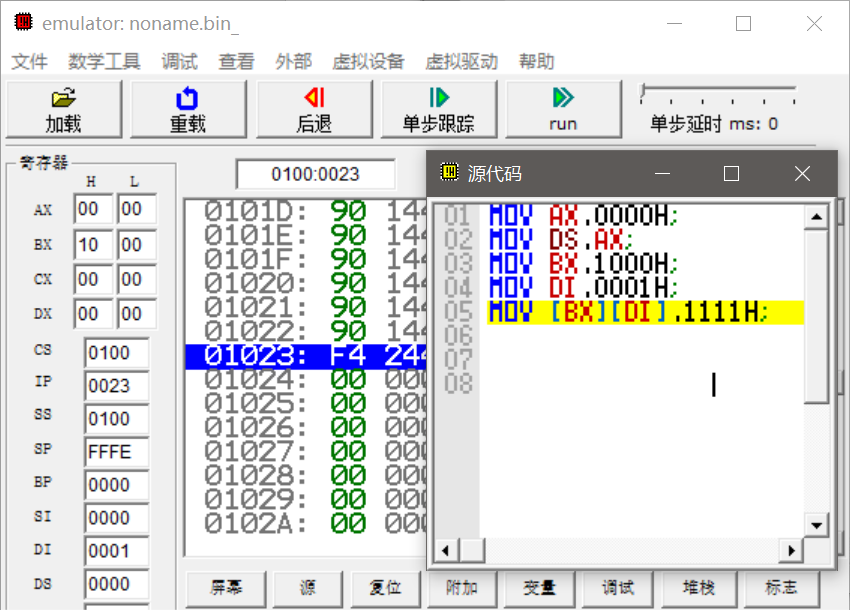 emulator: noname.bin_
文件 数学工具 调试 查看 外部 虚拟设备 虚拟驱动 帮助
加载 重载 后退 单步跟踪 run 单步延时 ms: 0
寄存器
H L
AX 00 00
BX 10 00
CX 00 00
DX 00 00
CS 0100
IP 0023
SS 0100
SP FFFE
BP 0000
SI 0000
DI 0001
DS 0000
0100:0023
0101D: 90 144
0101E: 90 144
0101F: 90 144
01020: 90 144
01021: 90 144
01022: 90 144
01023: F4 244
01024: 00 000
01025: 00 000
01026: 00 000
01027: 00 000
01028: 00 000
01029: 00 000
0102A: 00 000
源代码
01 MOV AX,0000H;
02 MOV DS,AX;
03 MOV BX,1000H;
04 MOV DI,0001H;
05 MOV [BX][DI],1111H;
06
07
08
屏幕 源 复位 附加 变量 调试 堆栈 标志